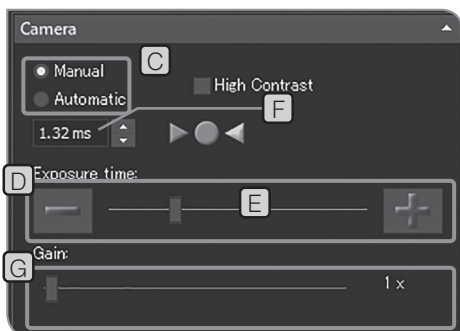 Camera
Manual C
Automatic High Contrast
F
1.32 ms
D Exposure time:
E
Gain:
G
1 x